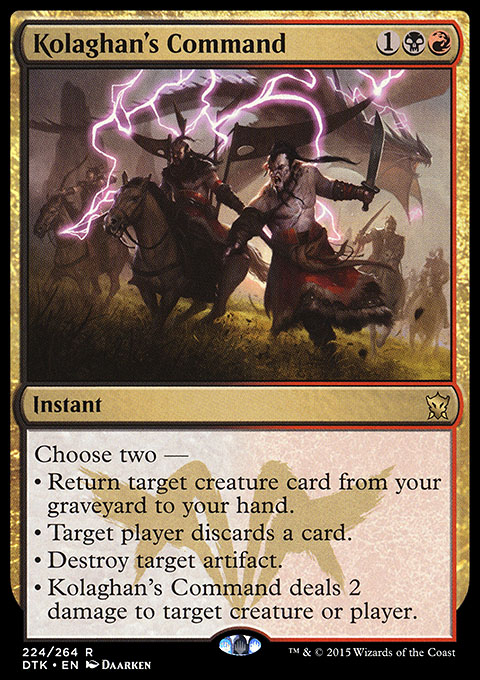 Kolaghan's Command 1
Instant
Choose two —
• Return target creature card from your
graveyard to your hand.
• Target player discards a card.
• Destroy target artifact.
• Kolaghan's Command deals 2
damage to target creature or player.
224/264 R
DTK • EN Daarken
™ & © 2015 Wizards of the Coast